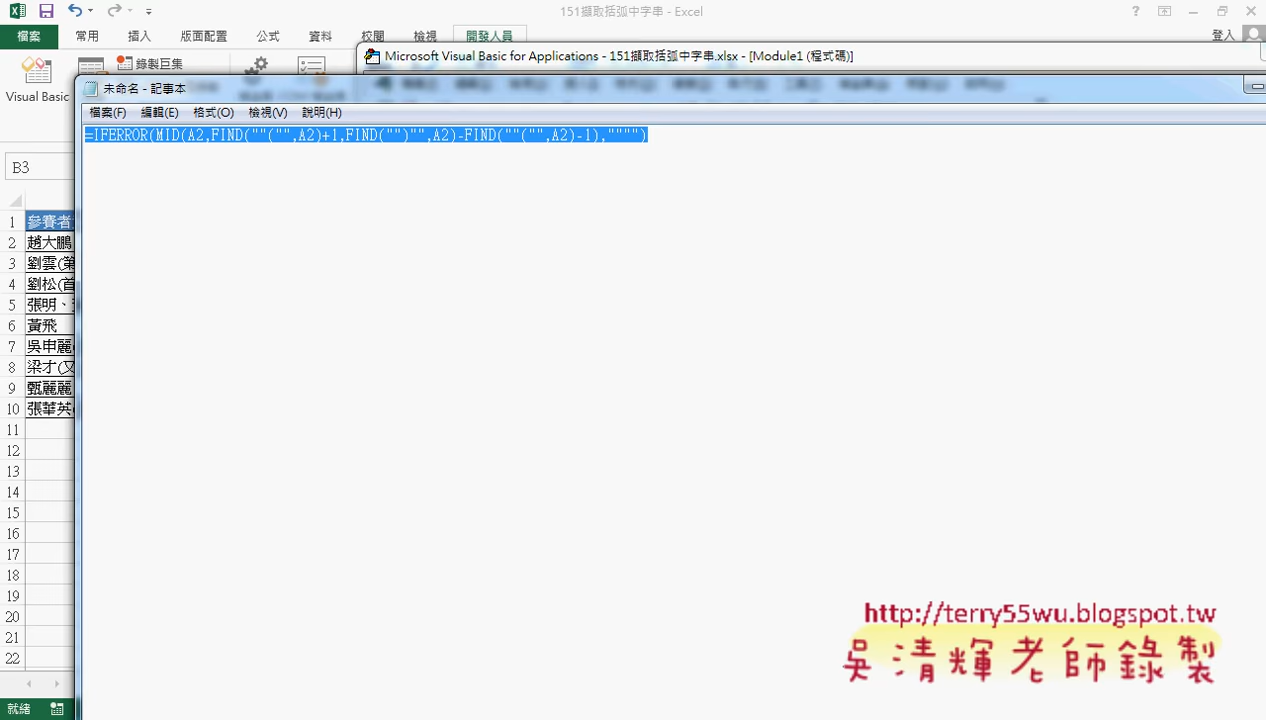 151擷取括弧中字串 - Excel
檔案 常用 插入 版面配置 公式 資料 校閱 檢視 開發人員 登入
Microsoft Visual Basic for Applications - 151擷取括弧中字串.xlsx - [Module1 (程式碼)]
錄製巨集
Visual Basic
未命名 - 記事本
檔案(F) 編輯(E) 格式(O) 檢視(V) 說明(H)
=IFERROR(MID(A2,FIND(""("",A2)+1,FIND("")"",A2)-FIND(""("",A2)-1),"""")
B3
1 參賽者
2 趙大鵬
3 劉雲(第
4 劉松(首
5 張明、
6 黃飛
7 吳申麗
8 梁才(又
9 甄麗麗
10 張華英
11
12
13
14
15
16
17
18
19
20
21
22
http://terry55wu.blogspot.tw
吳清輝老師錄製
就緒